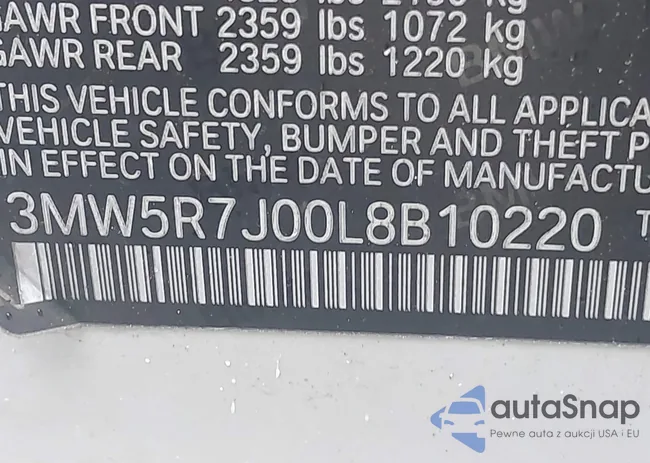 GAWR FRONT 2359 lbs 1072 kg
GAWR REAR 2359 lbs 1220 kg
THIS VEHICLE CONFORMS TO ALL APPLICA
VEHICLE SAFETY, BUMPER AND THEFT P
IN EFFECT ON THE DATE OF MANUFACTU
3MW5R7J00L8B10220 T
autaSnap
Pewne auta z aukcji USA i EU